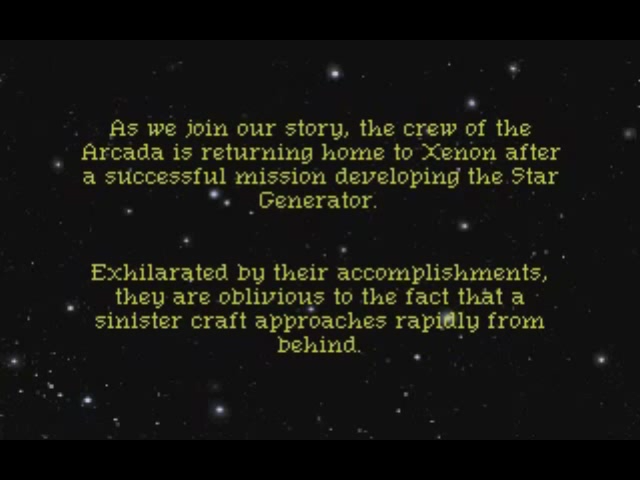 As we join our story, the crew of the
Arcada is returning home to Xenon after
a successful mission developing the Star
Generator.
Exhilarated by their accomplishments,
they are oblivious to the fact that a
sinister craft approaches rapidly from
behind.